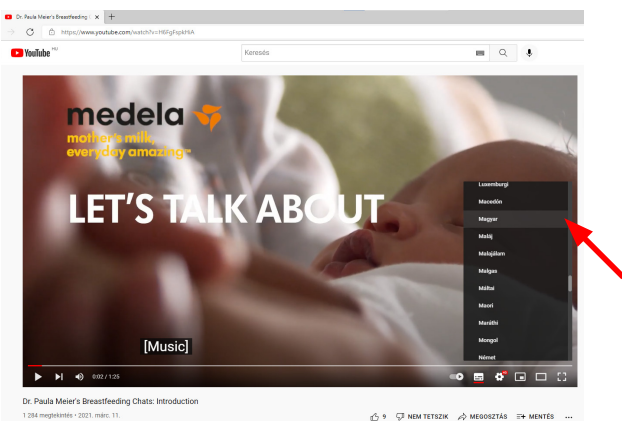 Dr. Paula Meier's Breastfeeding
https://www.youtube.com/watch?v=H6FgFspkHiA
YouTube HU
Keresés
medela
mother's milk,
everyday amazing™
LET'S TALK ABOUT
Luxemburgi
Macedón
Magyar
Maláj
Malajálam
Malgas
Máltai
Maori
Maráthi
Mongol
Német
[Music]
0:02 / 1:25
Dr. Paula Meier's Breastfeeding Chats: Introduction
1 284 megtekintés • 2021. márc. 11.
9 NEM TETSZIK MEGOSZTÁS MENTÉS ...